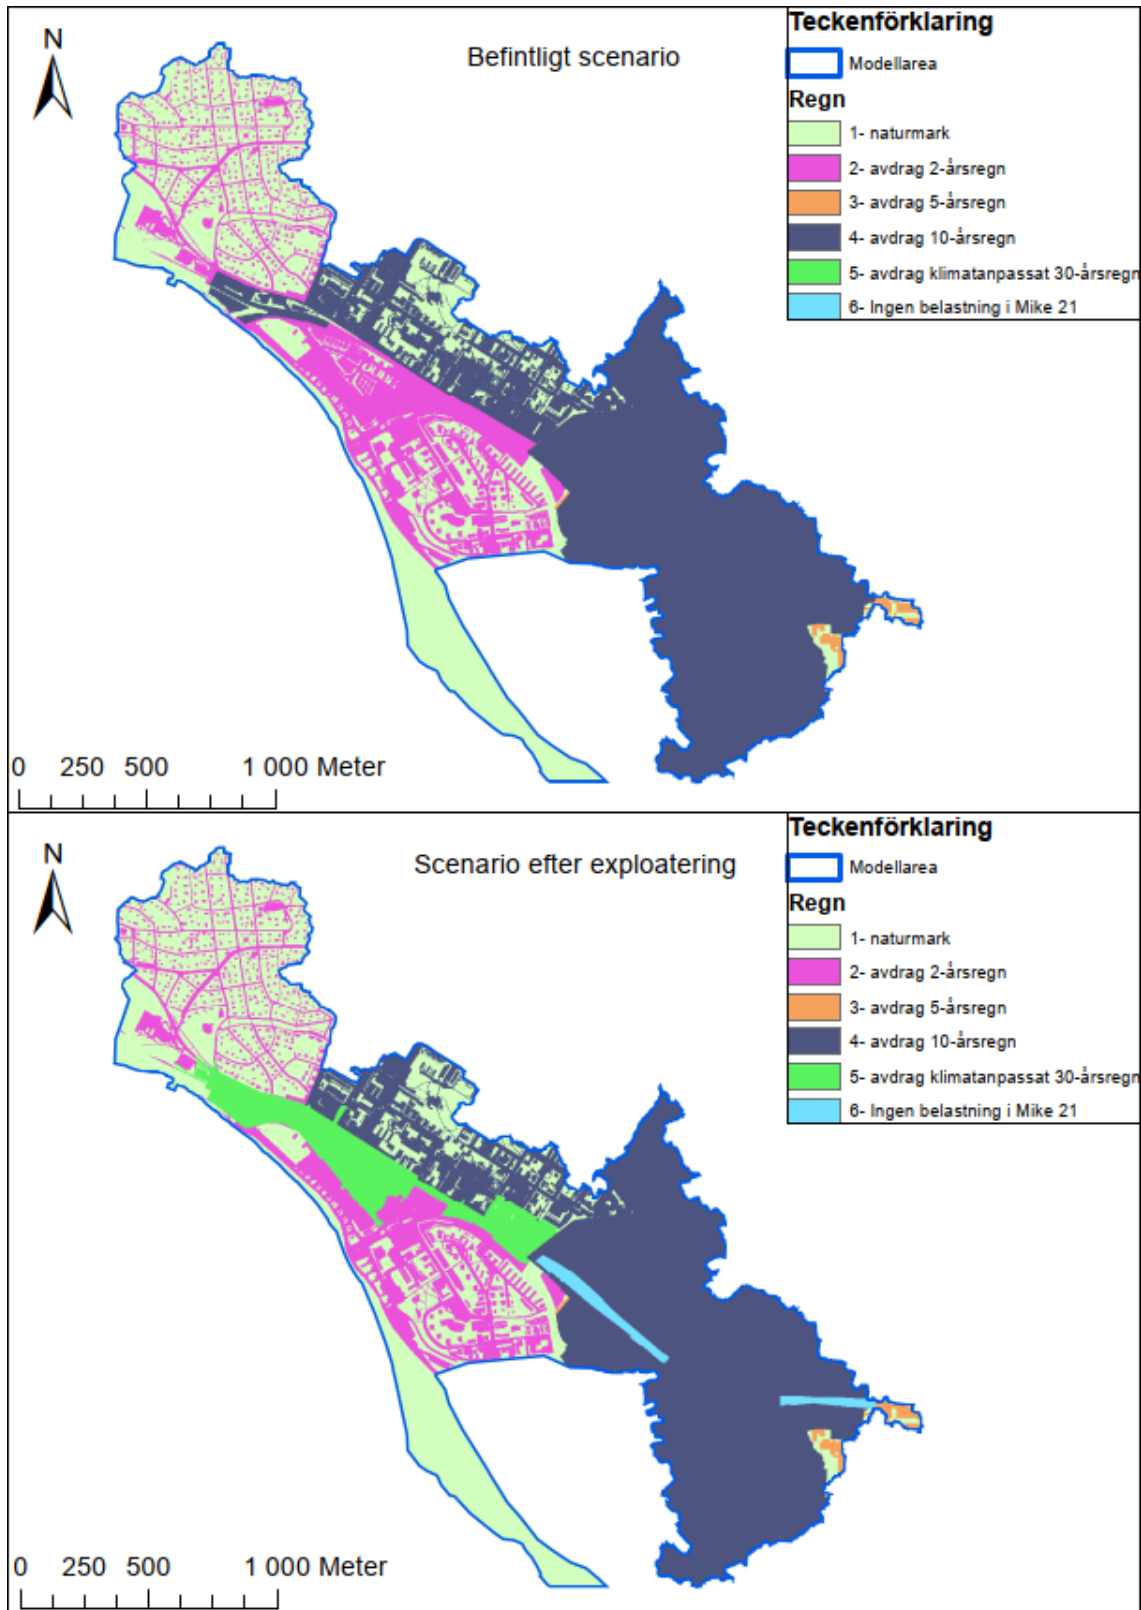 N
Befintligt scenario
Teckenförklaring
Modellarea
Regn
1- naturmark
2- avdrag 2-årsregn
3- avdrag 5-årsregn
4- avdrag 10-årsregn
5- avdrag klimatanpassat 30-årsregn
6- Ingen belastning i Mike 21
0 250 500 1 000 Meter
N
Scenario efter exploatering
Teckenförklaring
Modellarea
Regn
1- naturmark
2- avdrag 2-årsregn
3- avdrag 5-årsregn
4- avdrag 10-årsregn
5- avdrag klimatanpassat 30-årsregn
6- Ingen belastning i Mike 21
0 250 500 1 000 Meter